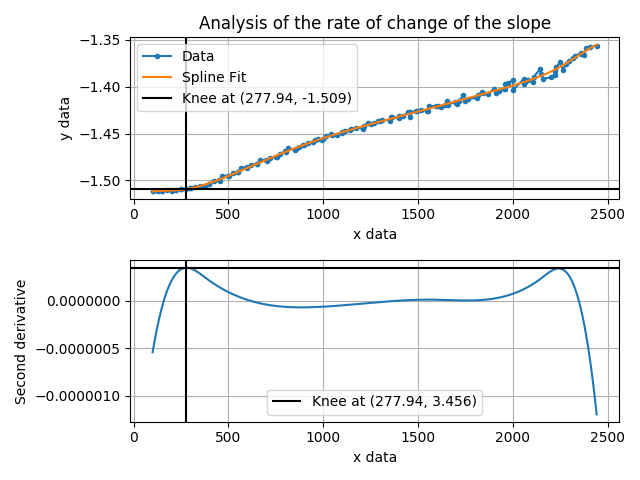 Analysis of the rate of change of the slope
−1.35
−1.40
−1.45
−1.50
y data
Data
Spline Fit
Knee at (277.94, -1.509)
0
500
1000
1500
2000
2500
x data
0.0000000
−0.0000005
−0.0000010
Second derivative
Knee at (277.94, 3.456)
0
500
1000
1500
2000
2500
x data